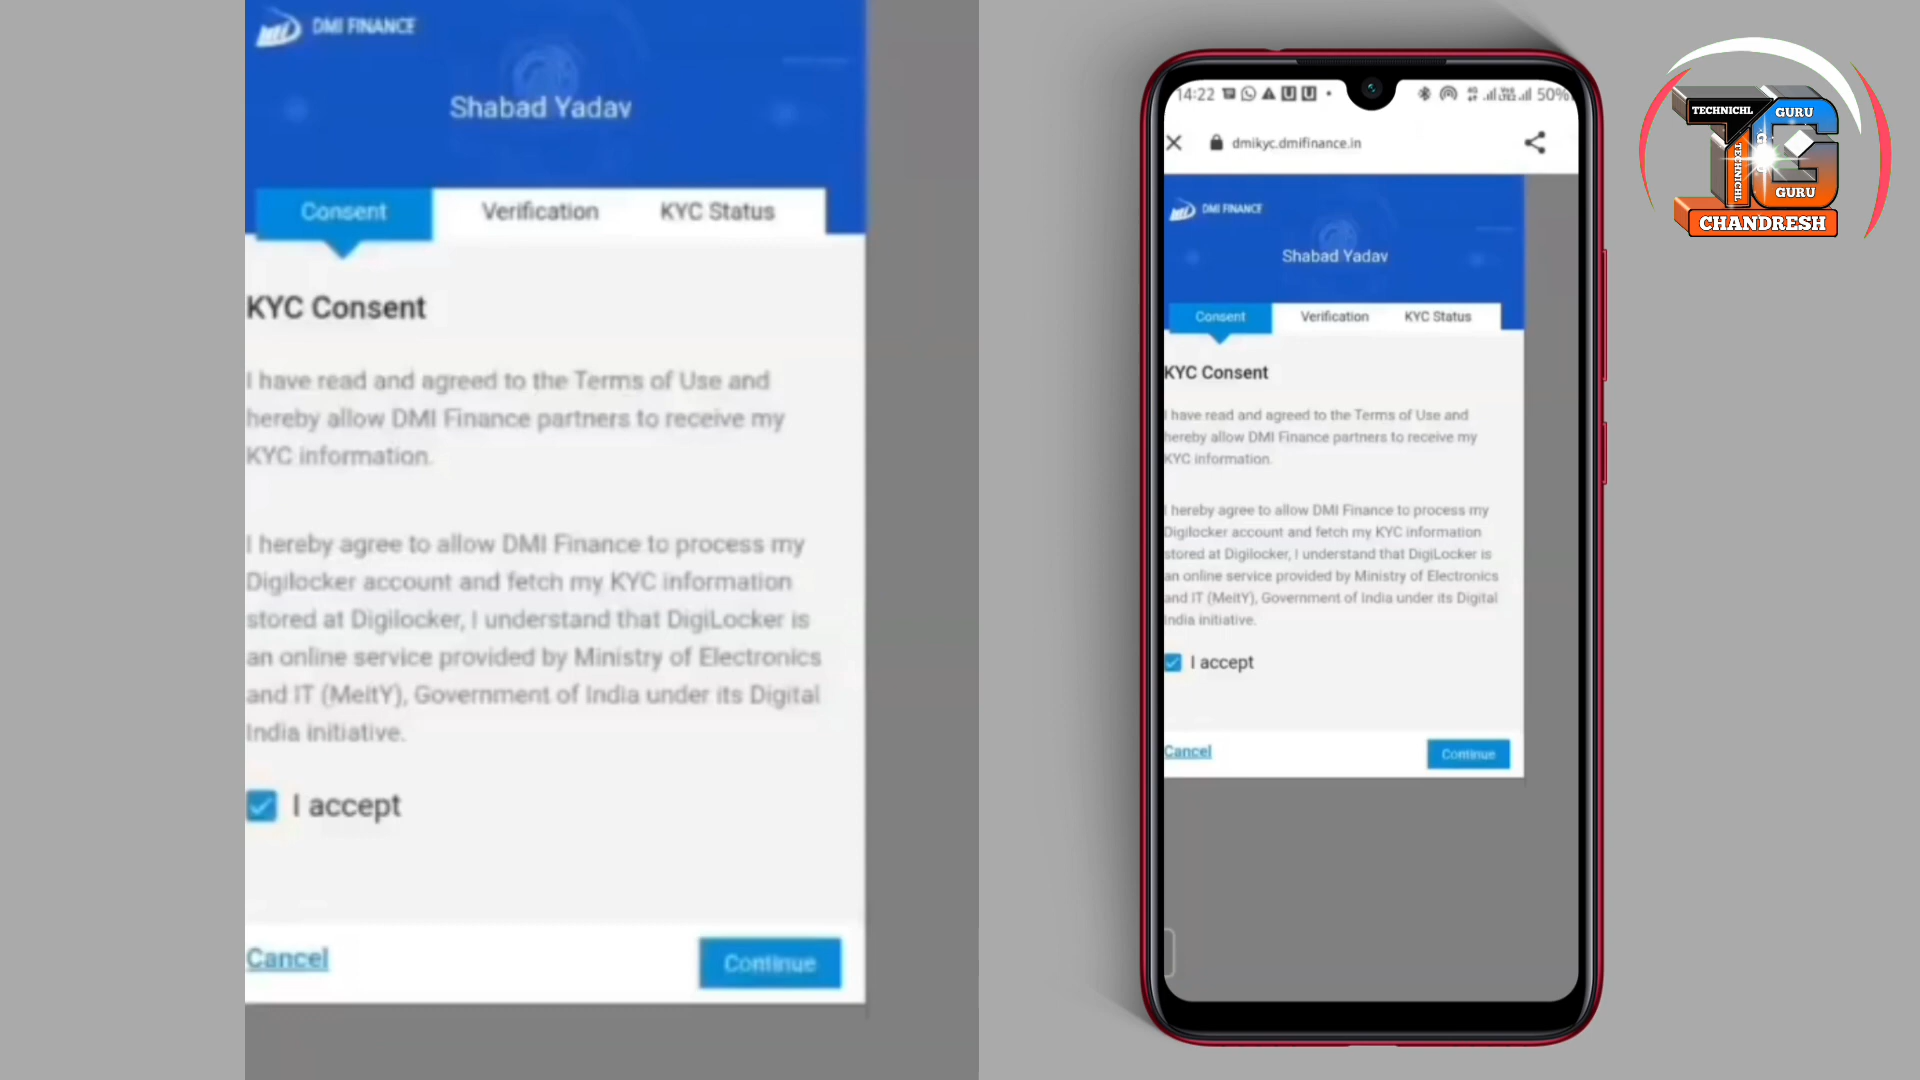 DMI FINANCE
Shabad Yadav
Consent Verification KYC Status
KYC Consent
I have read and agreed to the Terms of Use and
hereby allow DMI Finance partners to receive my
KYC information.
I hereby agree to allow DMI Finance to process my
Digilocker account and fetch my KYC information
stored at Digilocker, I understand that DigiLocker is
an online service provided by Ministry of Electronics
and IT (MeitY), Government of India under its Digital
India initiative.
I accept
Cancel Continue
14:22 50%
dmikyc.dmifinance.in
DMI FINANCE
Shabad Yadav
Consent Verification KYC Status
KYC Consent
I have read and agreed to the Terms of Use and
hereby allow DMI Finance partners to receive my
KYC information.
I hereby agree to allow DMI Finance to process my
Digilocker account and fetch my KYC information
stored at Digilocker, I understand that DigiLocker is
an online service provided by Ministry of Electronics
and IT (MeitY), Government of India under its Digital
India initiative.
I accept
Cancel Continue
TECHNICHL GURU
TECHNICHL
GURU
CHANDRESH